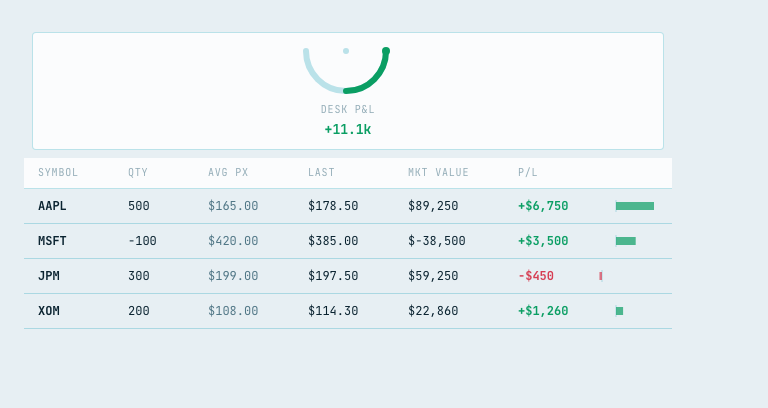 DESK P&L
+11.1k
SYMBOL QTY AVG PX LAST MKT VALUE P/L
AAPL 500 $165.00 $178.50 $89,250 +$6,750
MSFT -100 $420.00 $385.00 $-38,500 +$3,500
JPM 300 $199.00 $197.50 $59,250 -$450
XOM 200 $108.00 $114.30 $22,860 +$1,260